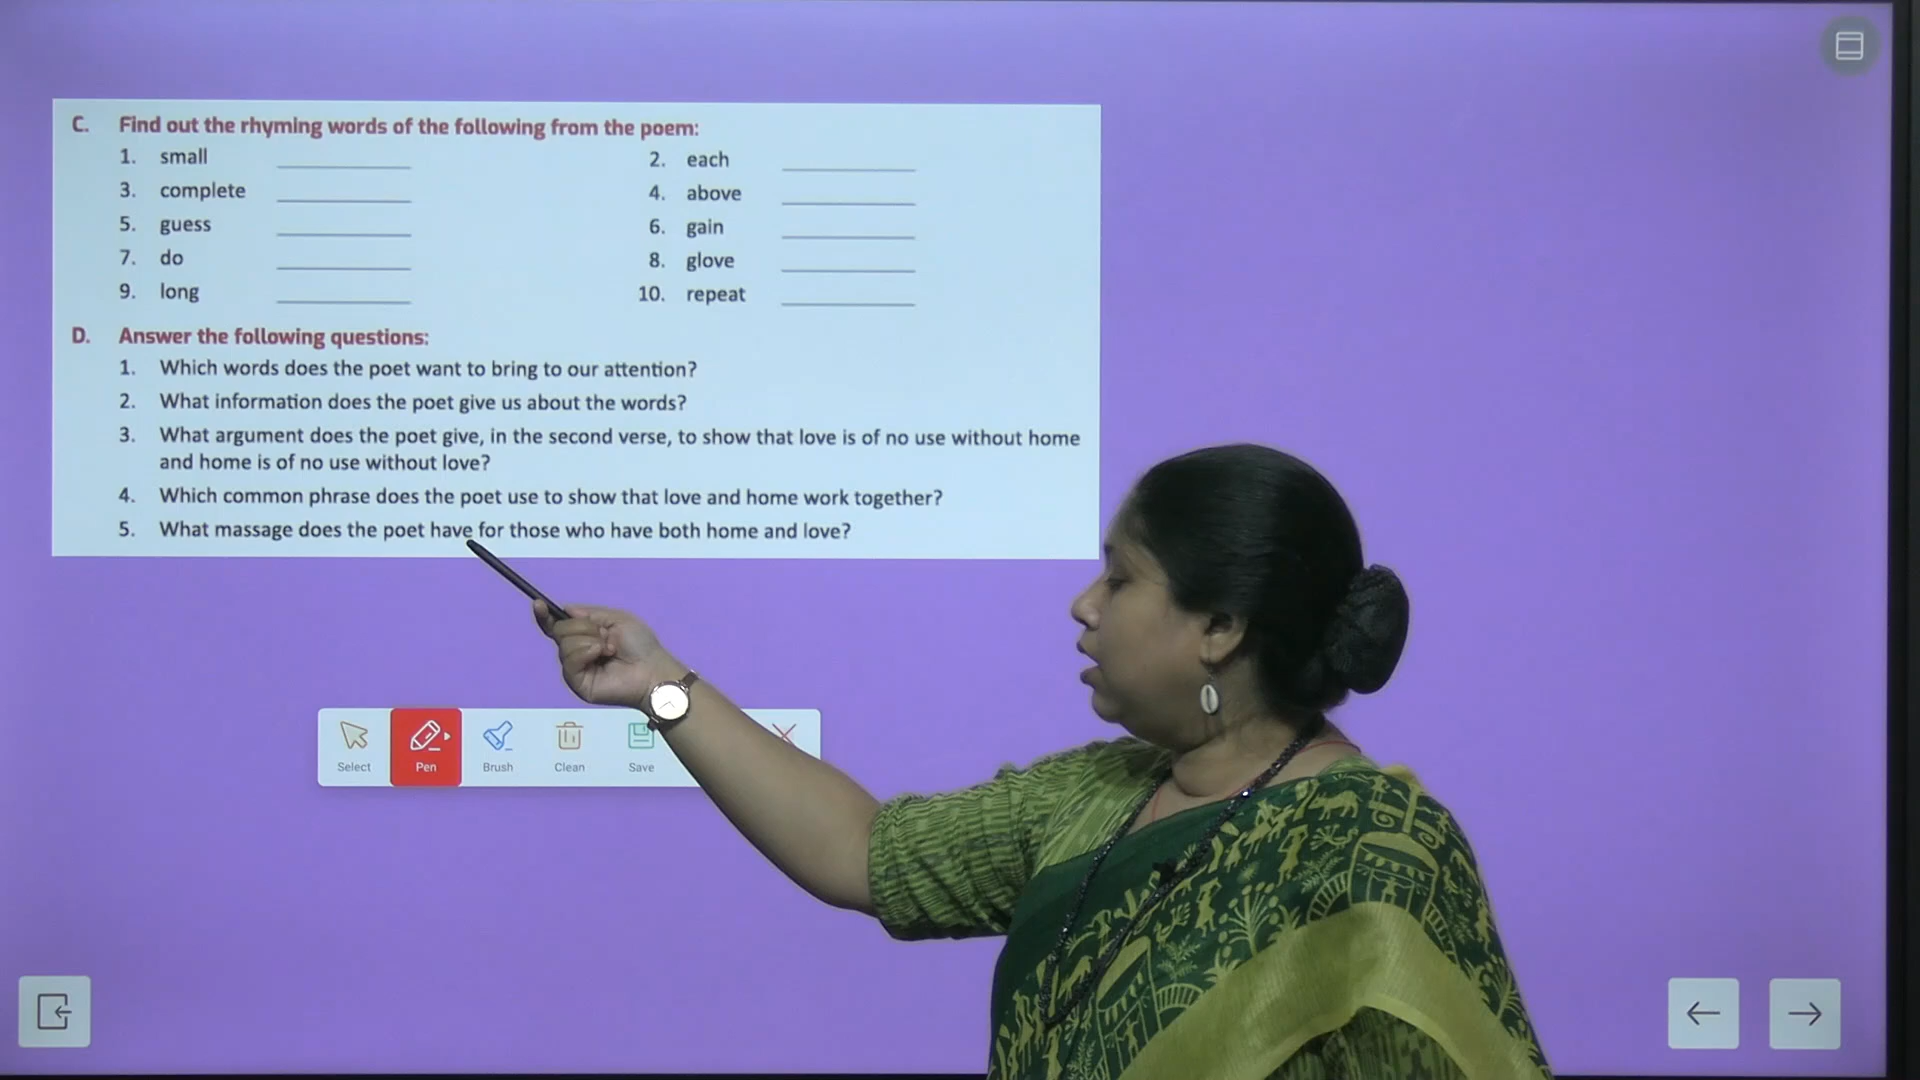 C. Find out the rhyming words of the following from the poem:
1. small 2. each
3. complete 4. above
5. guess 6. gain
7. do 8. glove
9. long 10. repeat
D. Answer the following questions:
1. Which words does the poet want to bring to our attention?
2. What information does the poet give us about the words?
3. What argument does the poet give, in the second verse, to show that love is of no use without home
and home is of no use without love?
4. Which common phrase does the poet use to show that love and home work together?
5. What massage does the poet have for those who have both home and love?
Select Pen Brush Clean Save